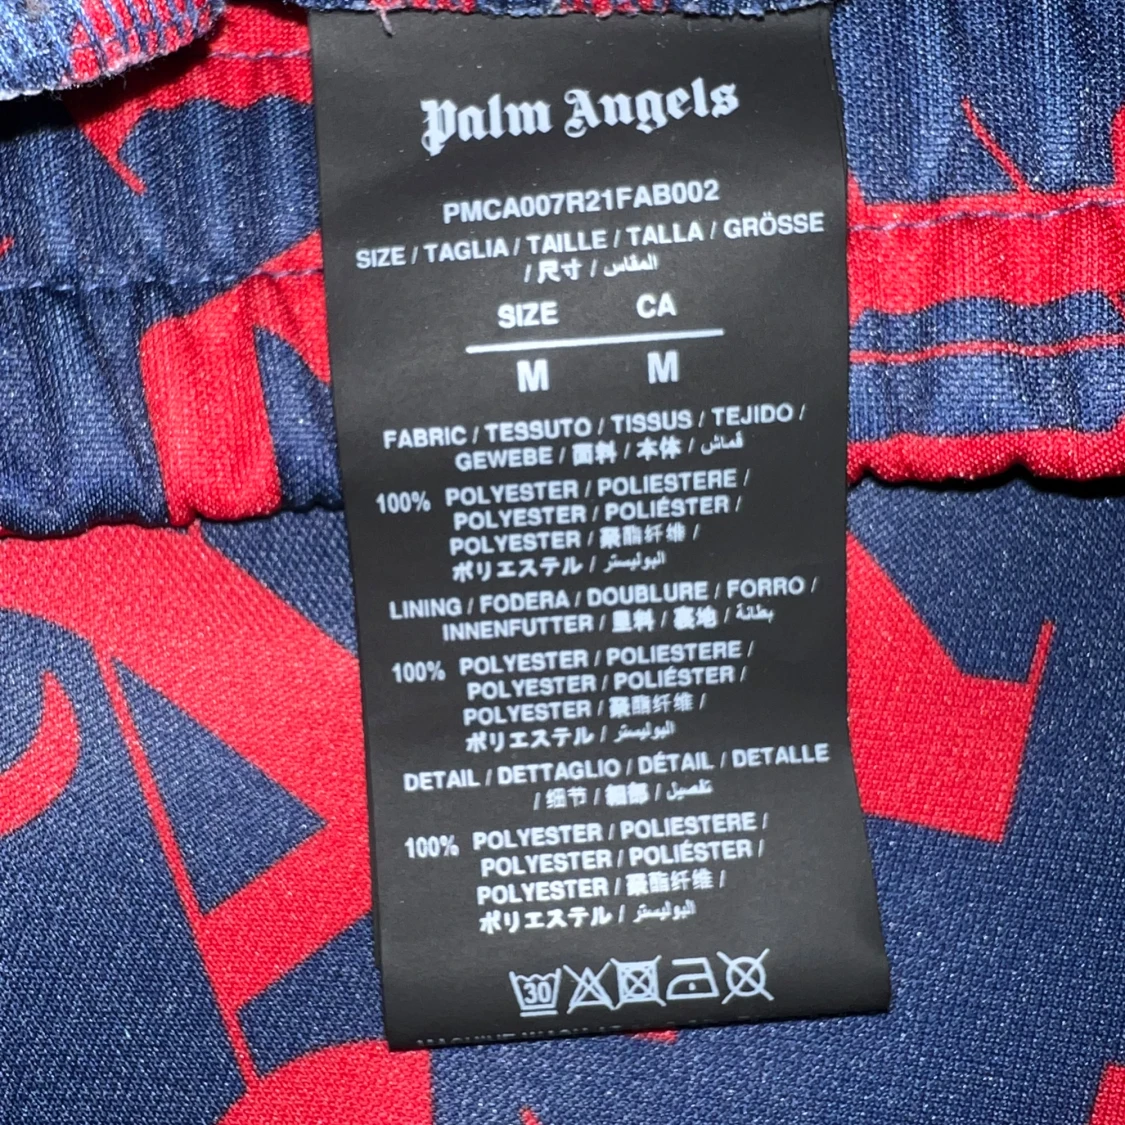 Palm Angels
PMCA007R21FAB002
SIZE / TAGLIA / TAILLE / TALLA / GRÖSSE
/ 尺寸 / المقاس
SIZE CA
M M
FABRIC / TESSUTO / TISSUS / TEJIDO /
GEWEBE / 面料 / 本体 / قماش
100% POLYESTER / POLIESTERE /
POLYESTER / POLIÉSTER /
POLYESTER / 聚酯纤维 /
ポリエステル / البوليستر
LINING / FODERA / DOUBLURE / FORRO /
INNENFUTTER / 里料 / 裏地 / بطانة
100% POLYESTER / POLIESTERE /
POLYESTER / POLIÉSTER /
POLYESTER / 聚酯纤维 /
ポリエステル / البوليستر
DETAIL / DETTAGLIO / DÉTAIL / DETALLE
/ 细节 / 細部 / تفصيل
100% POLYESTER / POLIESTERE /
POLYESTER / POLIÉSTER /
POLYESTER / 聚酯纤维 /
ポリエステル / البوليستر
30